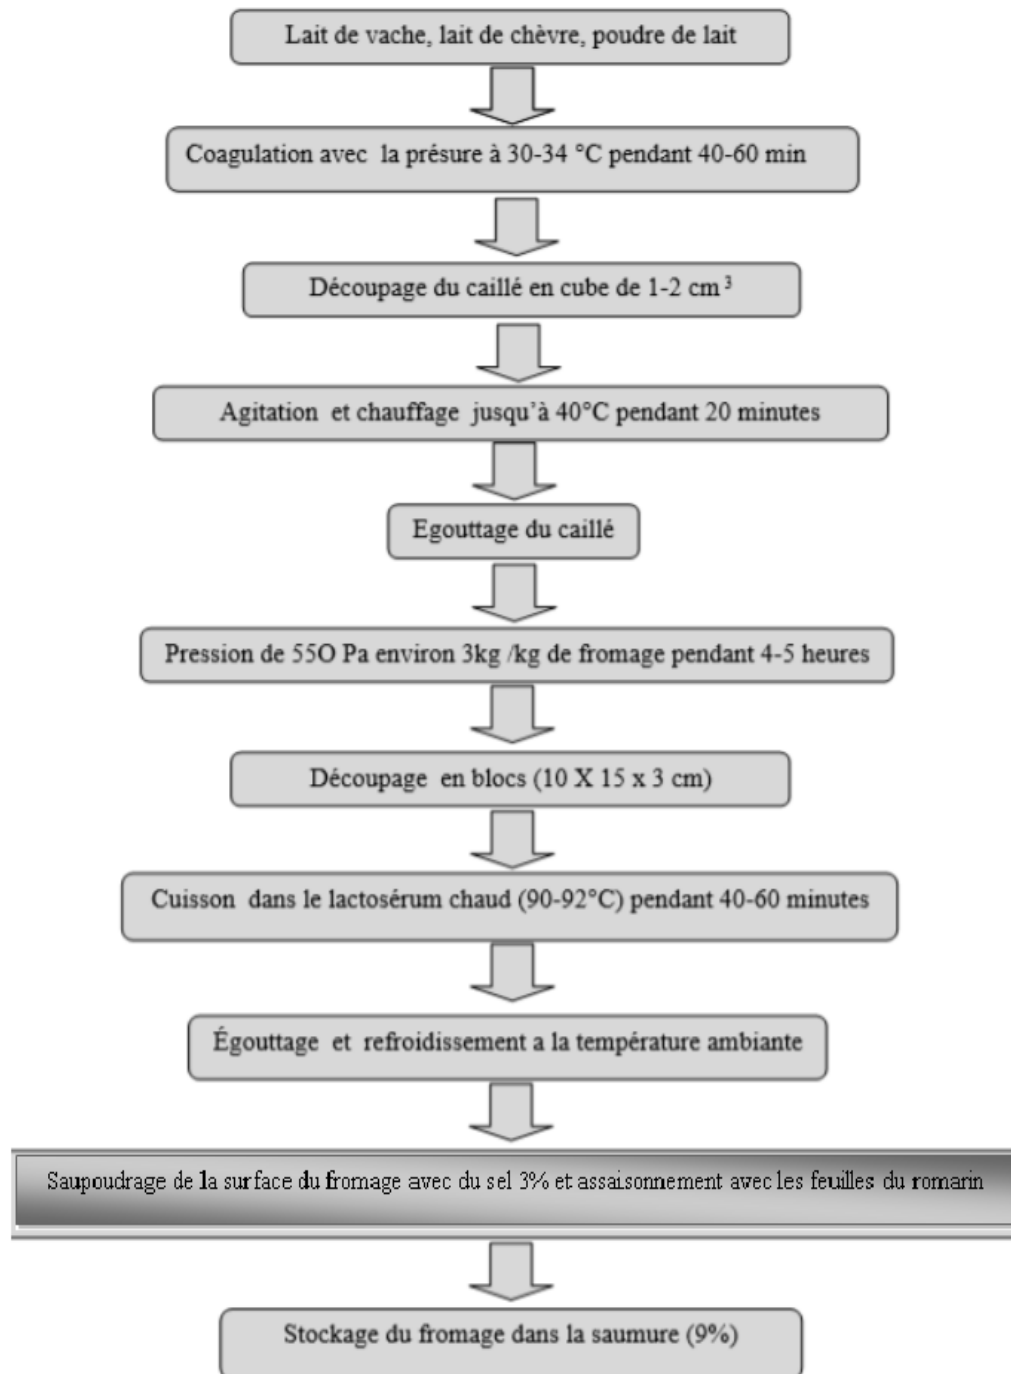 Lait de vache, lait de chèvre, poudre de lait
Coagulation avec la présure à 30-34 °C pendant 40-60 min
Découpage du caillé en cube de 1-2 cm³
Agitation et chauffage jusqu'à 40°C pendant 20 minutes
Egouttage du caillé
Pression de 55O Pa environ 3kg /kg de fromage pendant 4-5 heures
Découpage en blocs (10 X 15 x 3 cm)
Cuisson dans le lactosérum chaud (90-92°C) pendant 40-60 minutes
Égouttage et refroidissement a la température ambiante
Saupoudrage de la surface du fromage avec du sel 3% et assaisonnement avec les feuilles du romarin
Stockage du fromage dans la saumure (9%)